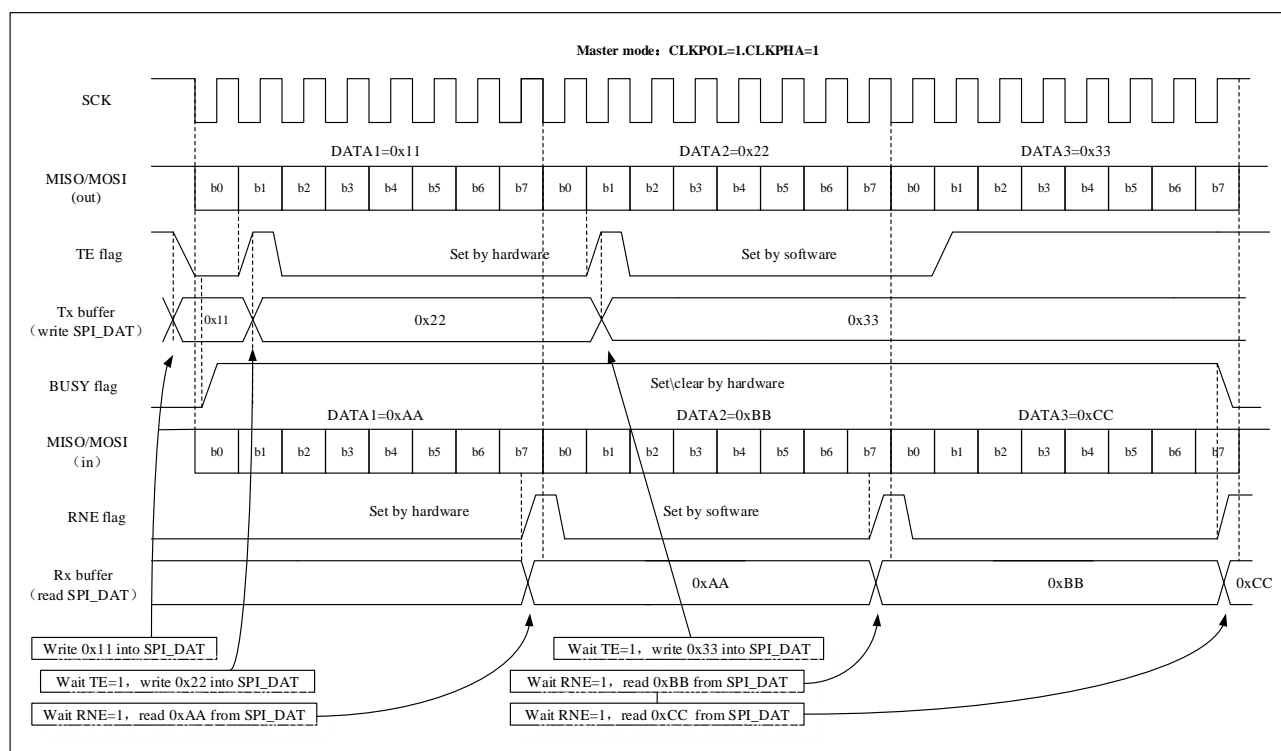 Master mode：CLKPOL=1.CLKPHA=1
SCK
DATA1=0x11 DATA2=0x22 DATA3=0x33
MISO/MOSI
(out)
b0 b1 b2 b3 b4 b5 b6 b7 b0 b1 b2 b3 b4 b5 b6 b7 b0 b1 b2 b3 b4 b5 b6 b7
TE flag
Set by hardware Set by software
Tx buffer
（write SPI_DAT）
0x11 0x22 0x33
BUSY flag
Set\clear by hardware
DATA1=0xAA DATA2=0xBB DATA3=0xCC
MISO/MOSI
（in）
b0 b1 b2 b3 b4 b5 b6 b7 b0 b1 b2 b3 b4 b5 b6 b7 b0 b1 b2 b3 b4 b5 b6 b7
RNE flag
Set by hardware Set by software
Rx buffer
（read SPI_DAT）
0xAA 0xBB 0xCC
Write 0x11 into SPI_DAT
Wait TE=1，write 0x33 into SPI_DAT
Wait TE=1，write 0x22 into SPI_DAT
Wait RNE=1，read 0xBB from SPI_DAT
Wait RNE=1，read 0xAA from SPI_DAT
Wait RNE=1，read 0xCC from SPI_DAT